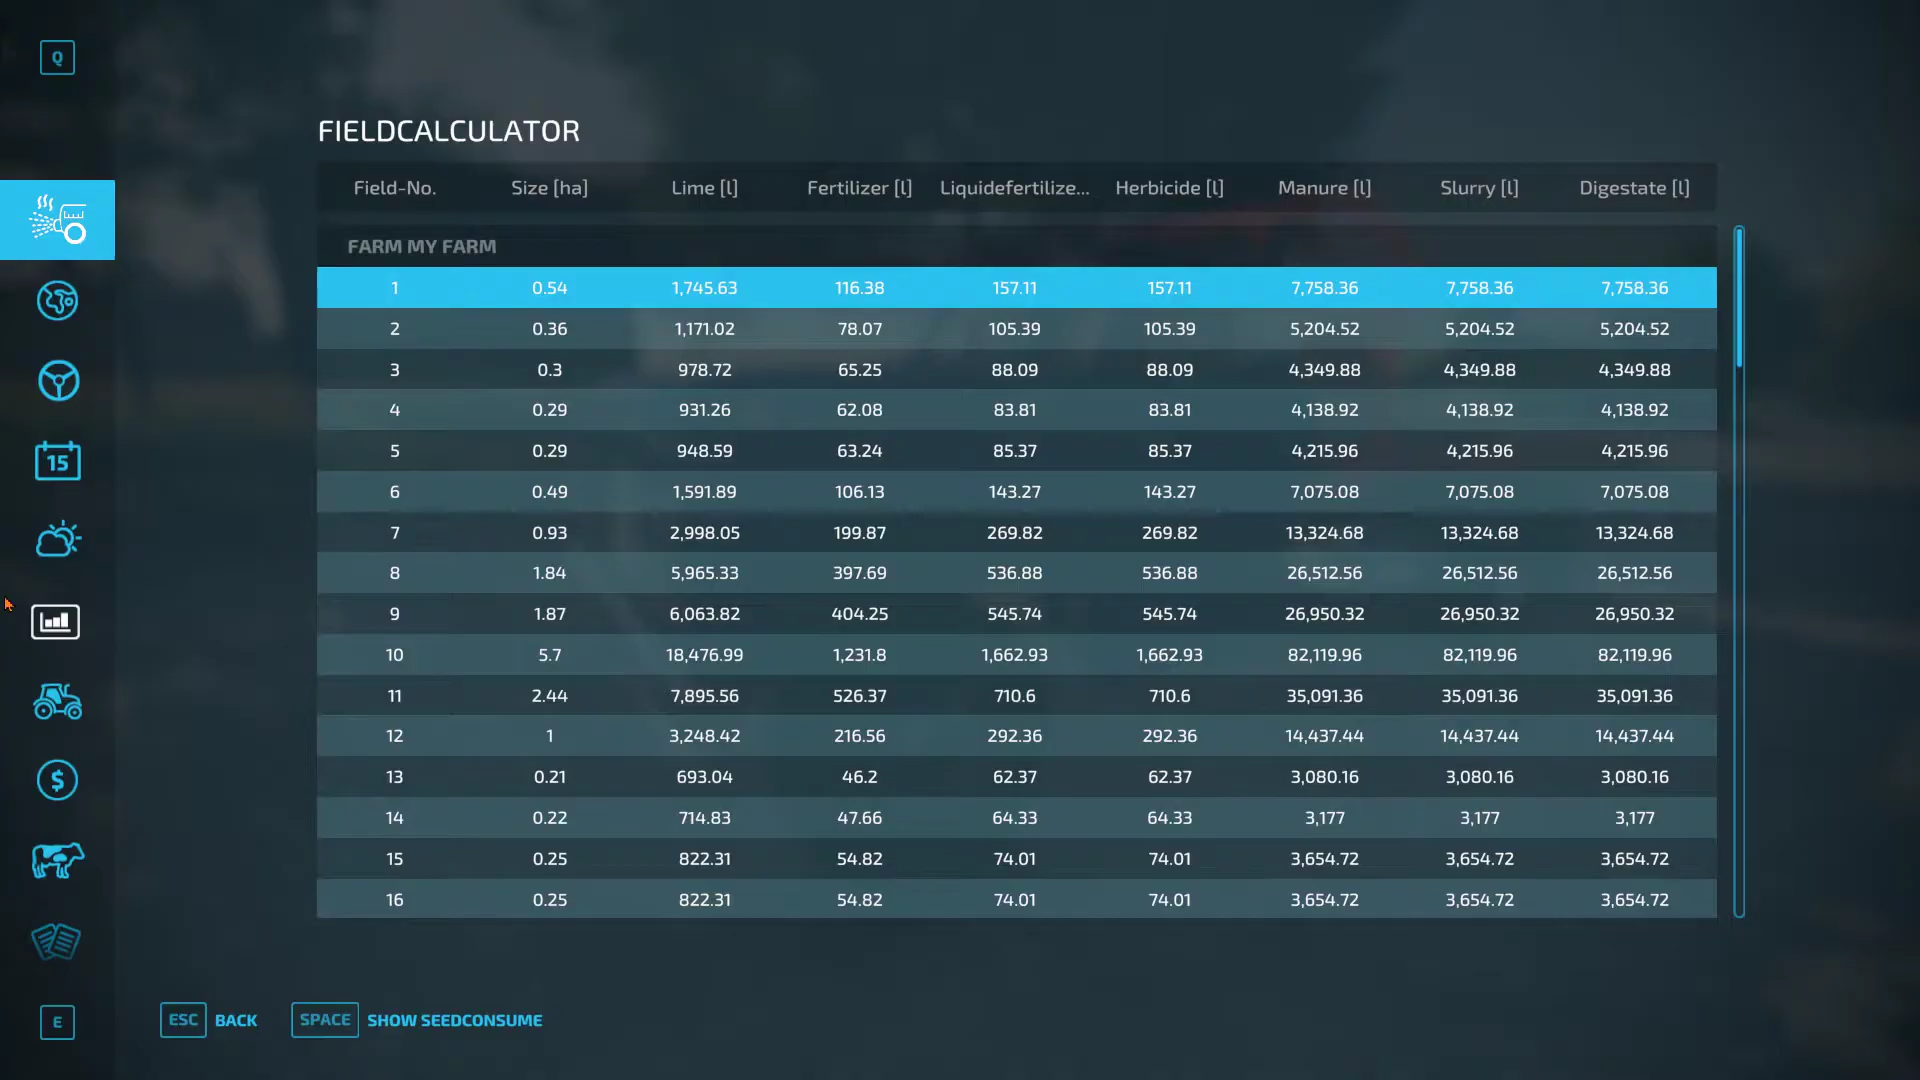 Q
FIELDCALCULATOR
Field-No. Size [ha] Lime [l] Fertilizer [l] Liquidefertilize... Herbicide [l] Manure [l] Slurry [l] Digestate [l]
FARM MY FARM
1 0.54 1,745.63 116.38 157.11 157.11 7,758.36 7,758.36 7,758.36
2 0.36 1,171.02 78.07 105.39 105.39 5,204.52 5,204.52 5,204.52
3 0.3 978.72 65.25 88.09 88.09 4,349.88 4,349.88 4,349.88
4 0.29 931.26 62.08 83.81 83.81 4,138.92 4,138.92 4,138.92
5 0.29 948.59 63.24 85.37 85.37 4,215.96 4,215.96 4,215.96
6 0.49 1,591.89 106.13 143.27 143.27 7,075.08 7,075.08 7,075.08
7 0.93 2,998.05 199.87 269.82 269.82 13,324.68 13,324.68 13,324.68
8 1.84 5,965.33 397.69 536.88 536.88 26,512.56 26,512.56 26,512.56
9 1.87 6,063.82 404.25 545.74 545.74 26,950.32 26,950.32 26,950.32
10 5.7 18,476.99 1,231.8 1,662.93 1,662.93 82,119.96 82,119.96 82,119.96
11 2.44 7,895.56 526.37 710.6 710.6 35,091.36 35,091.36 35,091.36
12 1 3,248.42 216.56 292.36 292.36 14,437.44 14,437.44 14,437.44
13 0.21 693.04 46.2 62.37 62.37 3,080.16 3,080.16 3,080.16
14 0.22 714.83 47.66 64.33 64.33 3,177 3,177 3,177
15 0.25 822.31 54.82 74.01 74.01 3,654.72 3,654.72 3,654.72
16 0.25 822.31 54.82 74.01 74.01 3,654.72 3,654.72 3,654.72
15
$
E
ESC BACK SPACE SHOW SEEDCONSUME